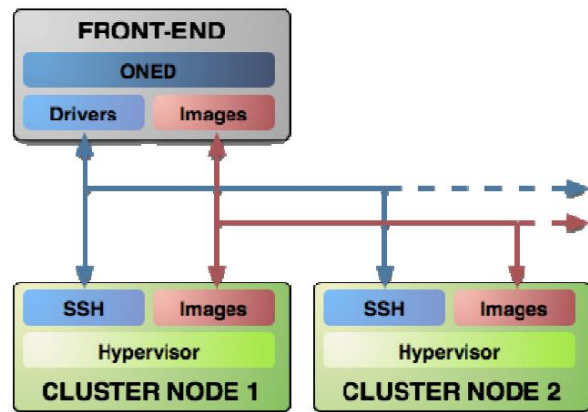 FRONT-END
ONED
Drivers Images
SSH Images
Hypervisor
CLUSTER NODE 1
SSH Images
Hypervisor
CLUSTER NODE 2